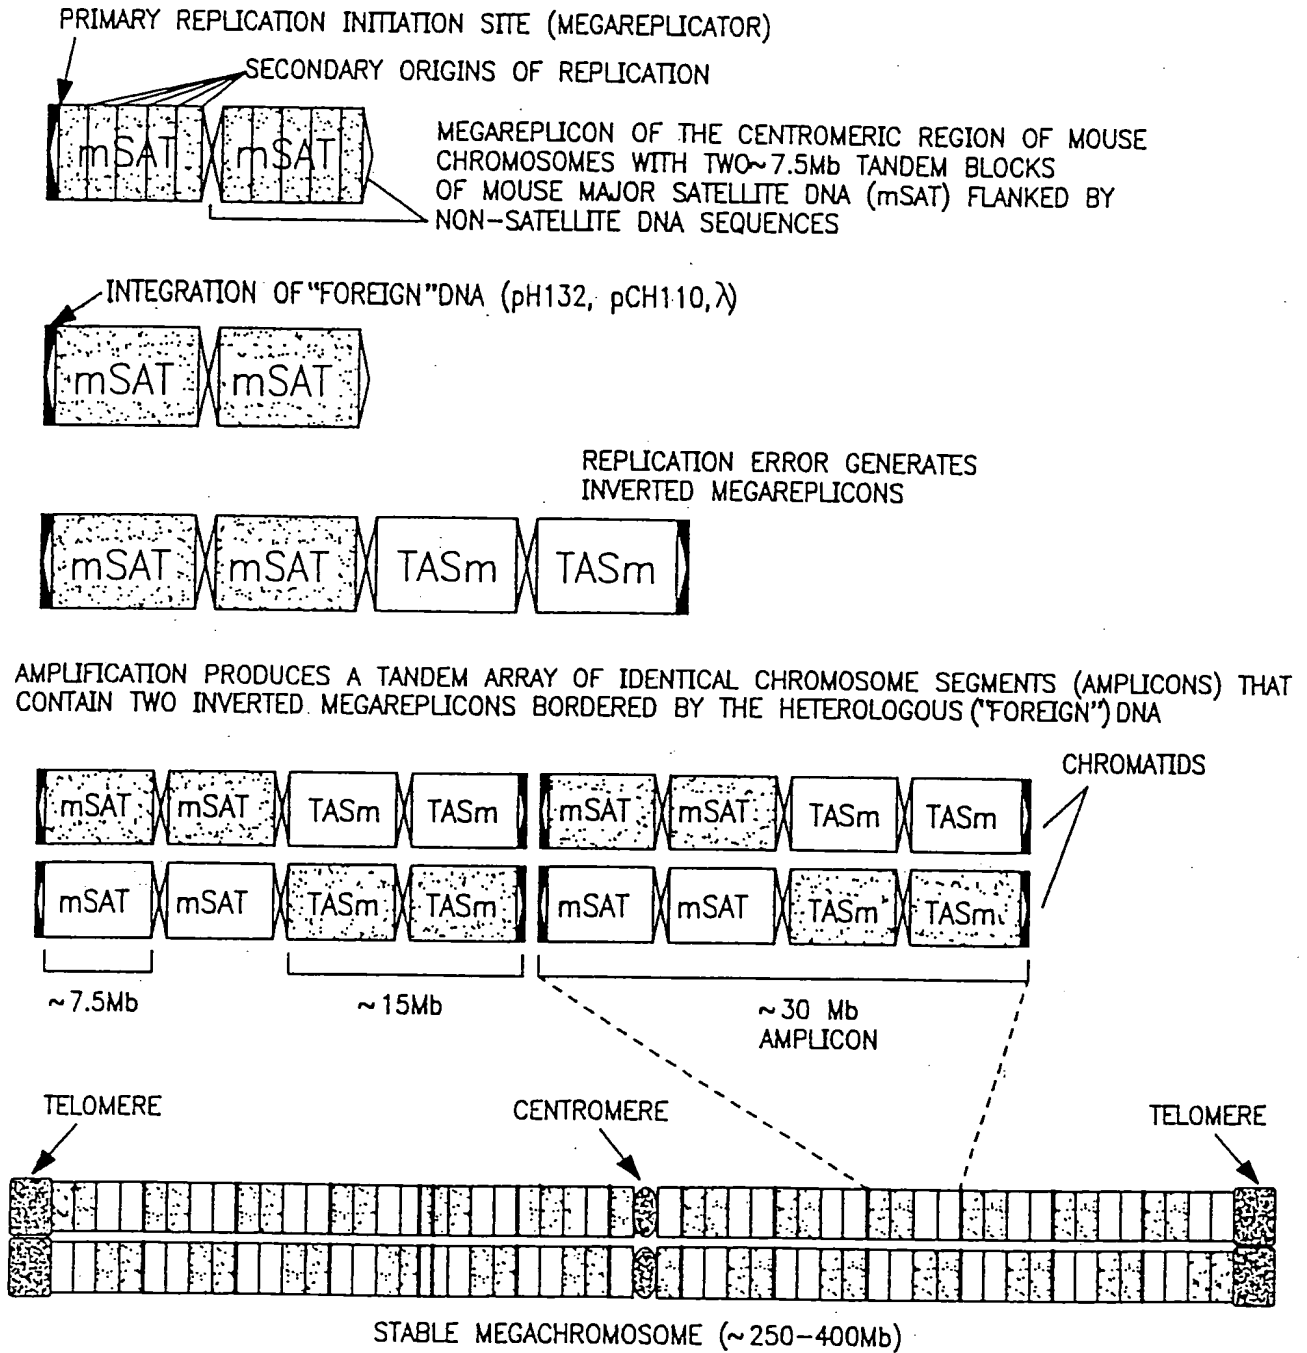 PRIMARY REPLICATION INITIATION SITE (MEGAREPLICATOR)
SECONDARY ORIGINS OF REPLICATION
mSAT mSAT
MEGAREPLICON OF THE CENTROMERIC REGION OF MOUSE
CHROMOSOMES WITH TWO~7.5Mb TANDEM BLOCKS
OF MOUSE MAJOR SATELLITE DNA (mSAT) FLANKED BY
NON-SATELLITE DNA SEQUENCES
INTEGRATION OF "FOREIGN" DNA (pH132, pCH110, λ)
mSAT mSAT
REPLICATION ERROR GENERATES
INVERTED MEGAREPLICONS
mSAT mSAT TASm TASm
AMPLIFICATION PRODUCES A TANDEM ARRAY OF IDENTICAL CHROMOSOME SEGMENTS (AMPLICONS) THAT
CONTAIN TWO INVERTED MEGAREPLICONS BORDERED BY THE HETEROLOGOUS ("FOREIGN") DNA
CHROMATIDS
mSAT mSAT TASm TASm mSAT mSAT TASm TASm
mSAT mSAT TASm TASm mSAT mSAT TASm TASm
~7.5Mb ~15Mb ~30 Mb
AMPLICON
TELOMERE CENTROMERE TELOMERE
STABLE MEGACHROMOSOME (~250-400Mb)